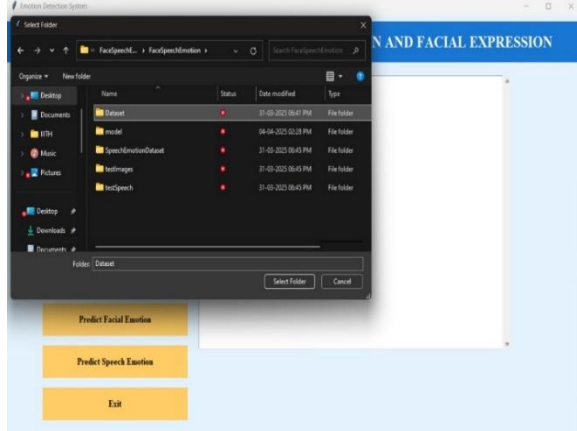 Emotion Detection System
Select Folder
N AND FACIAL EXPRESSION
FaceSpeechE... › FaceSpeechEmotion ›
Search FaceSpeechEmotion
Organize
New folder
Name Status Date modified Type
Desktop
Documents
IITH
Music
Pictures
Desktop
Downloads
Documents
Dataset 31-03-2025 06:41 PM File folder
model 04-04-2025 02:28 PM File folder
SpeechEmotionDataset 31-03-2025 06:45 PM File folder
testImages 31-03-2025 06:45 PM File folder
testSpeech 31-03-2025 06:45 PM File folder
Folder: Dataset
Select Folder Cancel
Predict Facial Emotion
Predict Speech Emotion
Exit